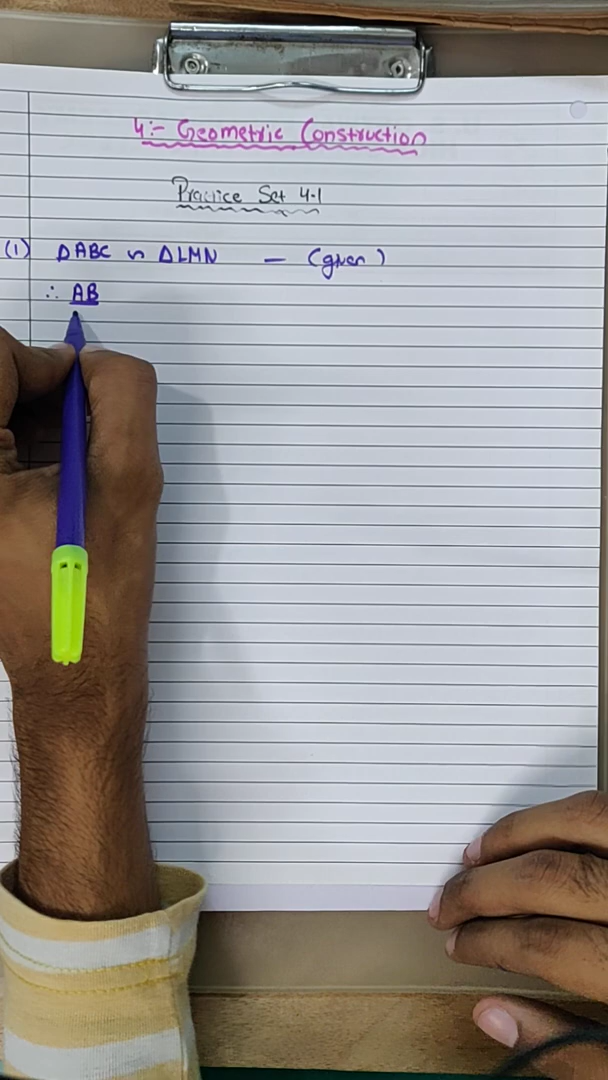 4:- Geometric Construction
Practice Set 4.1
(1) ΔABC ~ ΔLMN — (given)
∴ AB